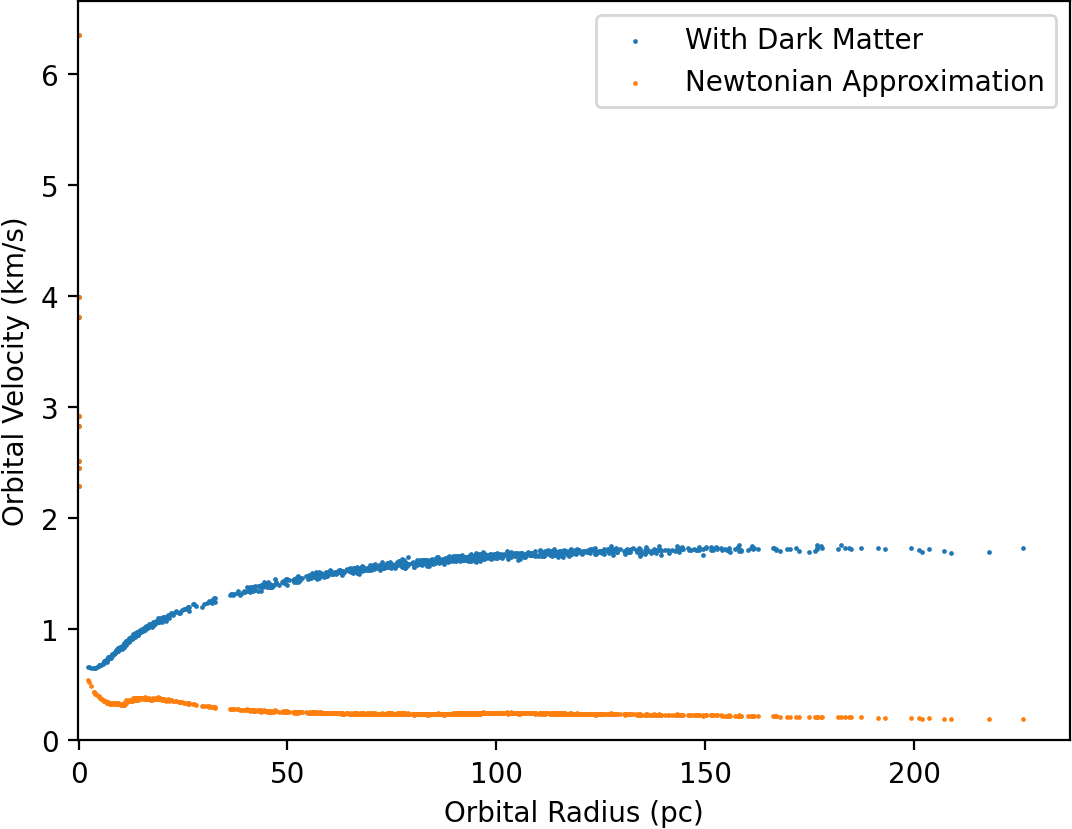 With Dark Matter
Newtonian Approximation
6
5
4
3
2
1
0
Orbital Velocity (km/s)
0 50 100 150 200
Orbital Radius (pc)